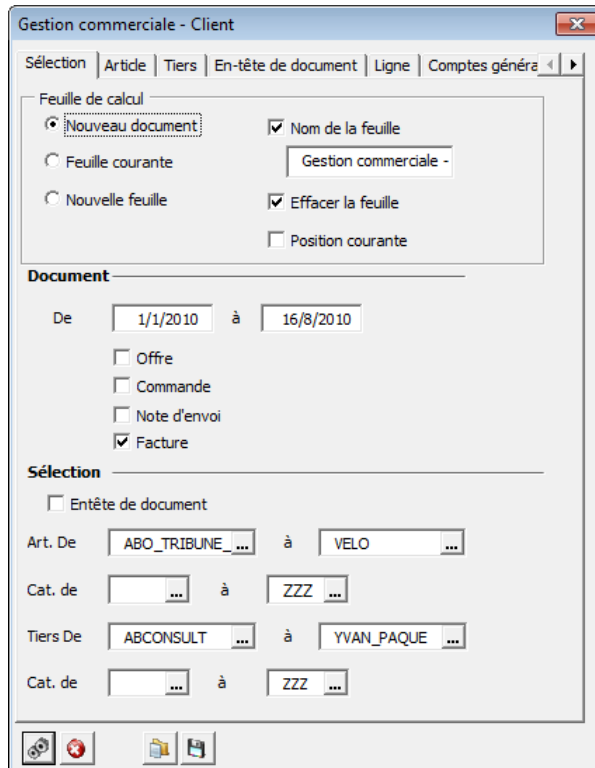 Gestion commerciale - Client
Sélection Article Tiers En-tête de document Ligne Comptes généra
Feuille de calcul
Nouveau document Nom de la feuille
Feuille courante Gestion commerciale -
Nouvelle feuille Effacer la feuille
Position courante
Document
De 1/1/2010 à 16/8/2010
Offre
Commande
Note d'envoi
Facture
Sélection
Entête de document
Art. De ABO_TRIBUNE_ ... à VELO ...
Cat. de ... à ZZZ ...
Tiers De ABCONSULT ... à YVAN_PAQUE ...
Cat. de ... à ZZZ ...